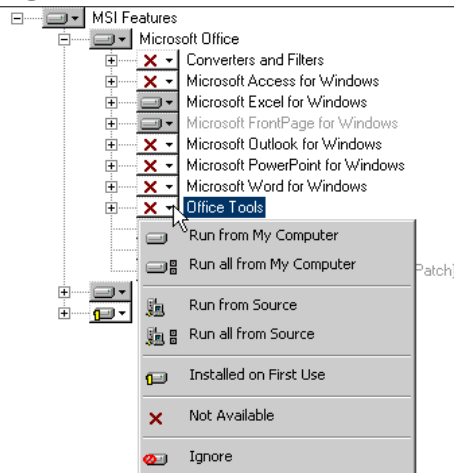 MSI Features
Microsoft Office
Converters and Filters
Microsoft Access for Windows
Microsoft Excel for Windows
Microsoft FrontPage for Windows
Microsoft Outlook for Windows
Microsoft PowerPoint for Windows
Microsoft Word for Windows
Office Tools
Run from My Computer
Run all from My Computer
Patch]
Run from Source
Run all from Source
Installed on First Use
Not Available
Ignore